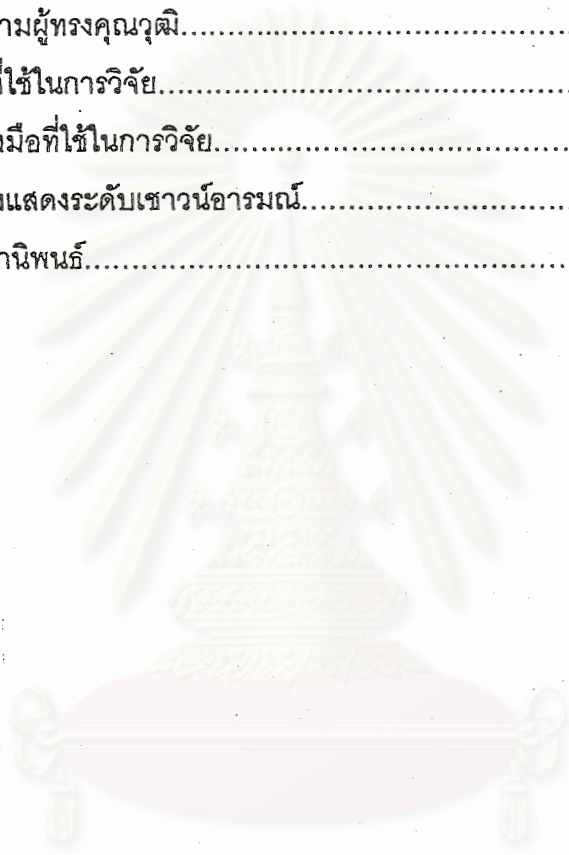 ามผู้ทรงคุณวุฒิ........................................
ี่ใช้ในการวิจัย........................................
งมือที่ใช้ในการวิจัย...................................
งแสดงระดับเชาวน์อารมณ์............................
านิพนธ์................................................